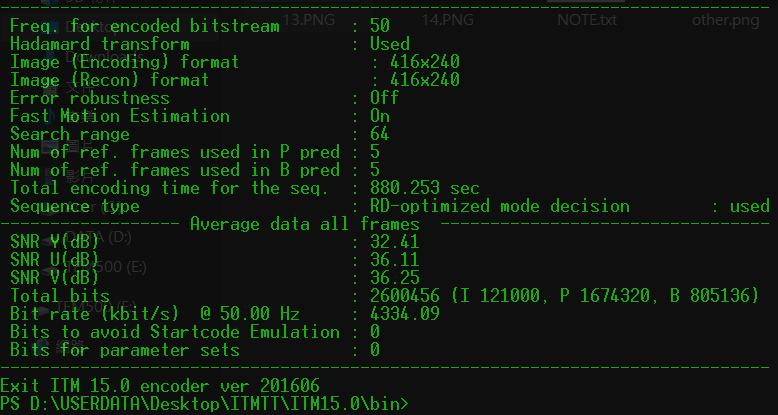 13.PNG 14.PNG NOTE.txt other.png
Freq. for encoded bitstream : 50
Hadamard transform : Used
Image (Encoding) format : 416x240
Image (Recon) format : 416x240
Error robustness : Off
Fast Motion Estimation : On
Search range : 64
Num of ref. frames used in P pred : 5
Num of ref. frames used in B pred : 5
Total encoding time for the seq. : 880.253 sec
Sequencer type : RD-optimized mode decision : used
------------------ Average data all frames ----------------------------------
SNR Y(dB) : 32.41
SNR U(dB) : 36.11
SNR V(dB) : 36.25
Total bits : 2600456 (I 121000, P 1674320, B 805136)
Bit rate (kbit/s) @ 50.00 Hz : 4334.09
Bits to avoid Startcode Emulation : 0
Bits for parameter sets : 0
Exit ITM 15.0 encoder ver 201606
PS D:\USERDATA\Desktop\ITMTT\ITM15.0\bin>